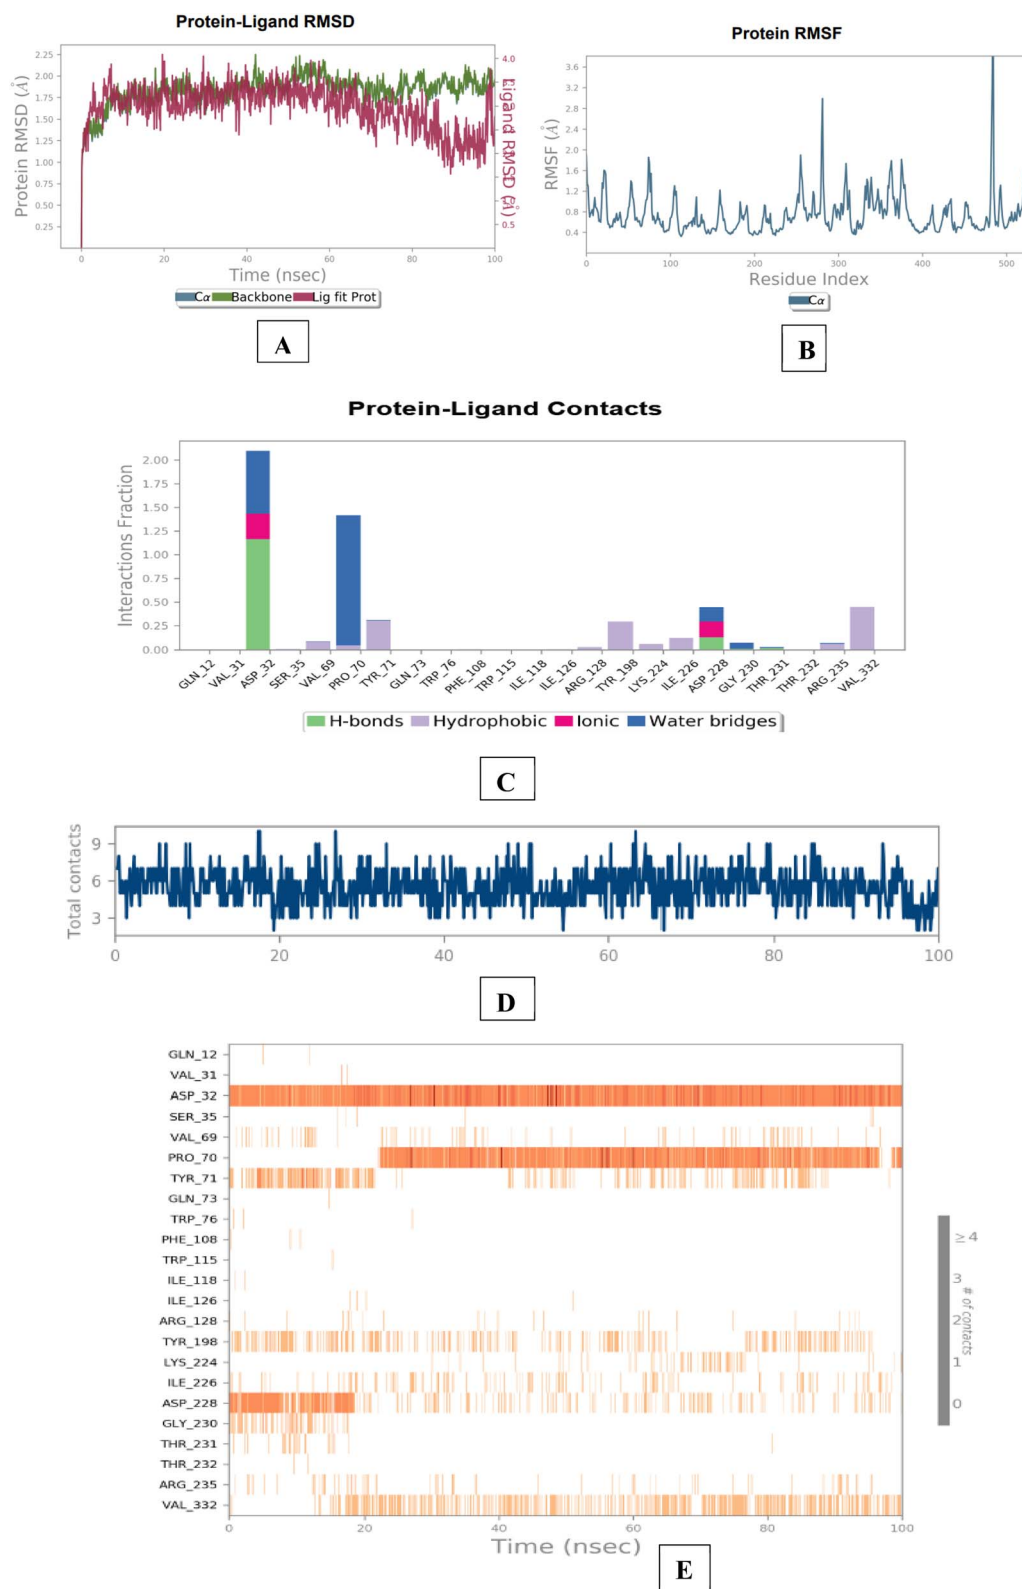 Protein-Ligand RMSD
Protein RMSD (Å)
2.25
2.00
1.75
1.50
1.25
1.00
0.75
0.50
0.25
4.0
0.5
Ligand RMSD (Å)
0 20 40 60 80 100
Time (nsec)
Cα Backbone Lig fit Prot
A
Protein RMSF
RMSF (Å)
3.6
3.2
2.8
2.4
2.0
1.6
1.2
0.8
0.4
0 100 200 300 400 500
Residue Index
Cα
B
Protein-Ligand Contacts
Interactions Fraction
2.00
1.75
1.50
1.25
1.00
0.75
0.50
0.25
0.00
GLN_12 VAL_31 ASP_32 SER_35 VAL_69 PRO_70 TYR_71 GLN_73 TRP_76 PHE_108 TRP_115 ILE_118 ILE_126 ARG_128 TYR_198 LYS_224 ILE_226 ASP_228 GLY_230 THR_231 THR_232 ARG_235 VAL_332
H-bonds Hydrophobic Ionic Water bridges
C
Total contacts
9
6
3
0 20 40 60 80 100
D
GLN_12
VAL_31
ASP_32
SER_35
VAL_69
PRO_70
TYR_71
GLN_73
TRP_76
PHE_108
TRP_115
ILE_118
ILE_126
ARG_128
TYR_198
LYS_224
ILE_226
ASP_228
GLY_230
THR_231
THR_232
ARG_235
VAL_332
0 20 40 60 80 100
Time (nsec)
≥4
3
2
1
0
# of contacts
E